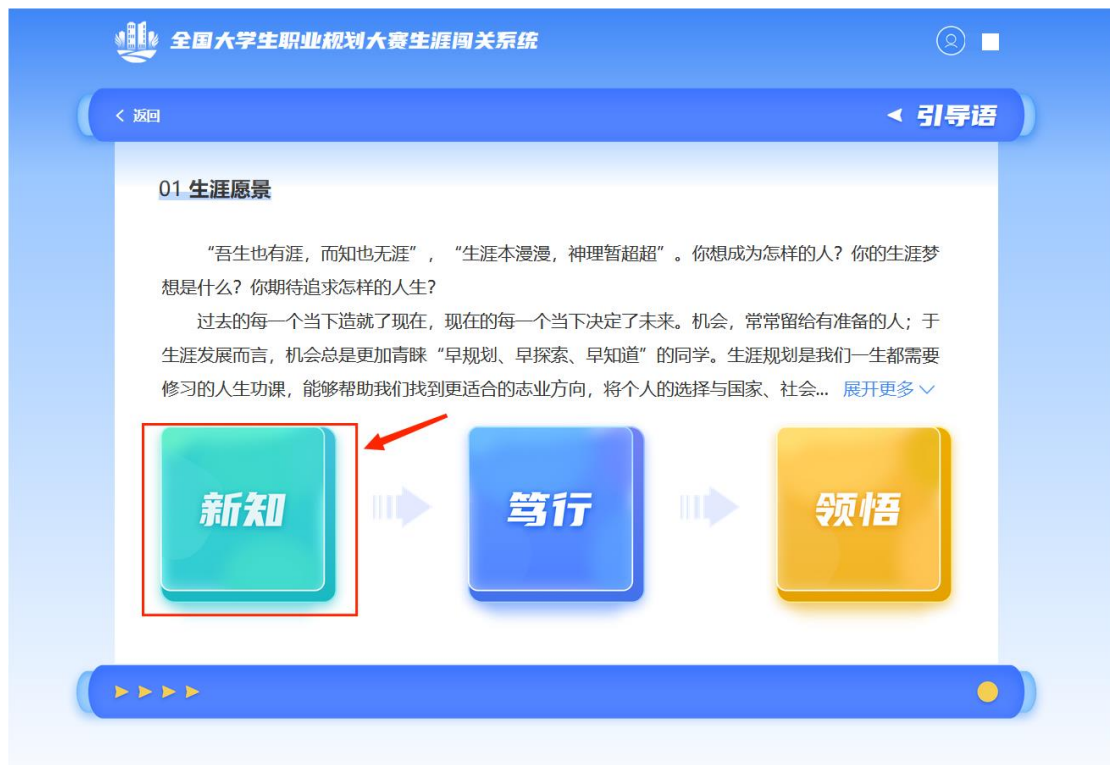 全国大学生职业规划大赛生涯闯关系统
返回
引导语
01 生涯愿景
“吾生也有涯，而知也无涯”，“生涯本漫漫，神理暂超超”。你想成为怎样的人？你的生涯梦
想是什么？你期待追求怎样的人生？
过去的每一个当下造就了现在，现在的每一个当下决定了未来。机会，常常留给有准备的人；于
生涯发展而言，机会总是更加青睐“早规划、早探索、早知道”的同学。生涯规划是我们一生都需要
修习的人生功课，能够帮助我们找到更适合的志业方向，将个人的选择与国家、社会... 展开更多
新知
笃行
领悟